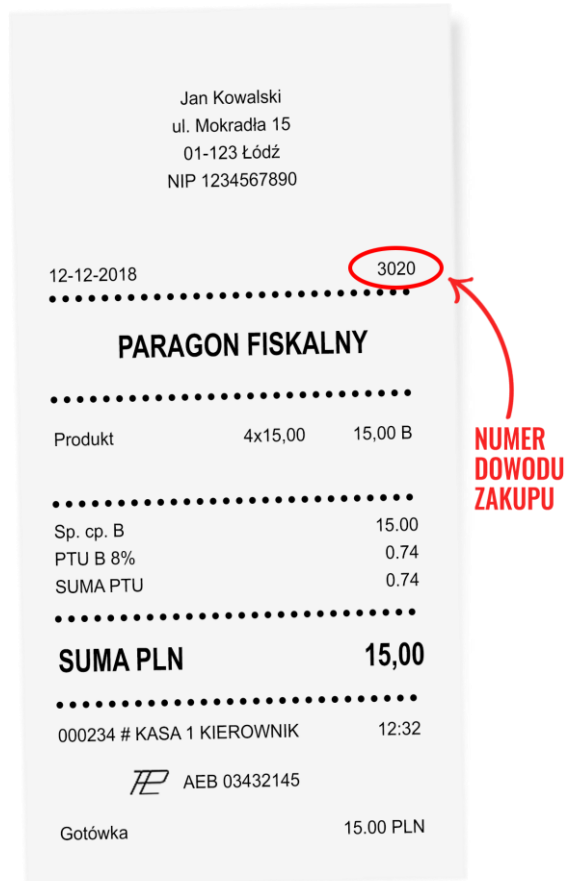 Jan Kowalski
ul. Mokradła 15
01-123 Łódź
NIP 1234567890
12-12-2018 3020
PARAGON FISKALNY
Produkt 4x15,00 15,00 B
Sp. cp. B 15.00
PTU B 8% 0.74
SUMA PTU 0.74
SUMA PLN 15,00
000234 # KASA 1 KIEROWNIK 12:32
AEB 03432145
Gotówka 15.00 PLN
NUMER
DOWODU
ZAKUPU